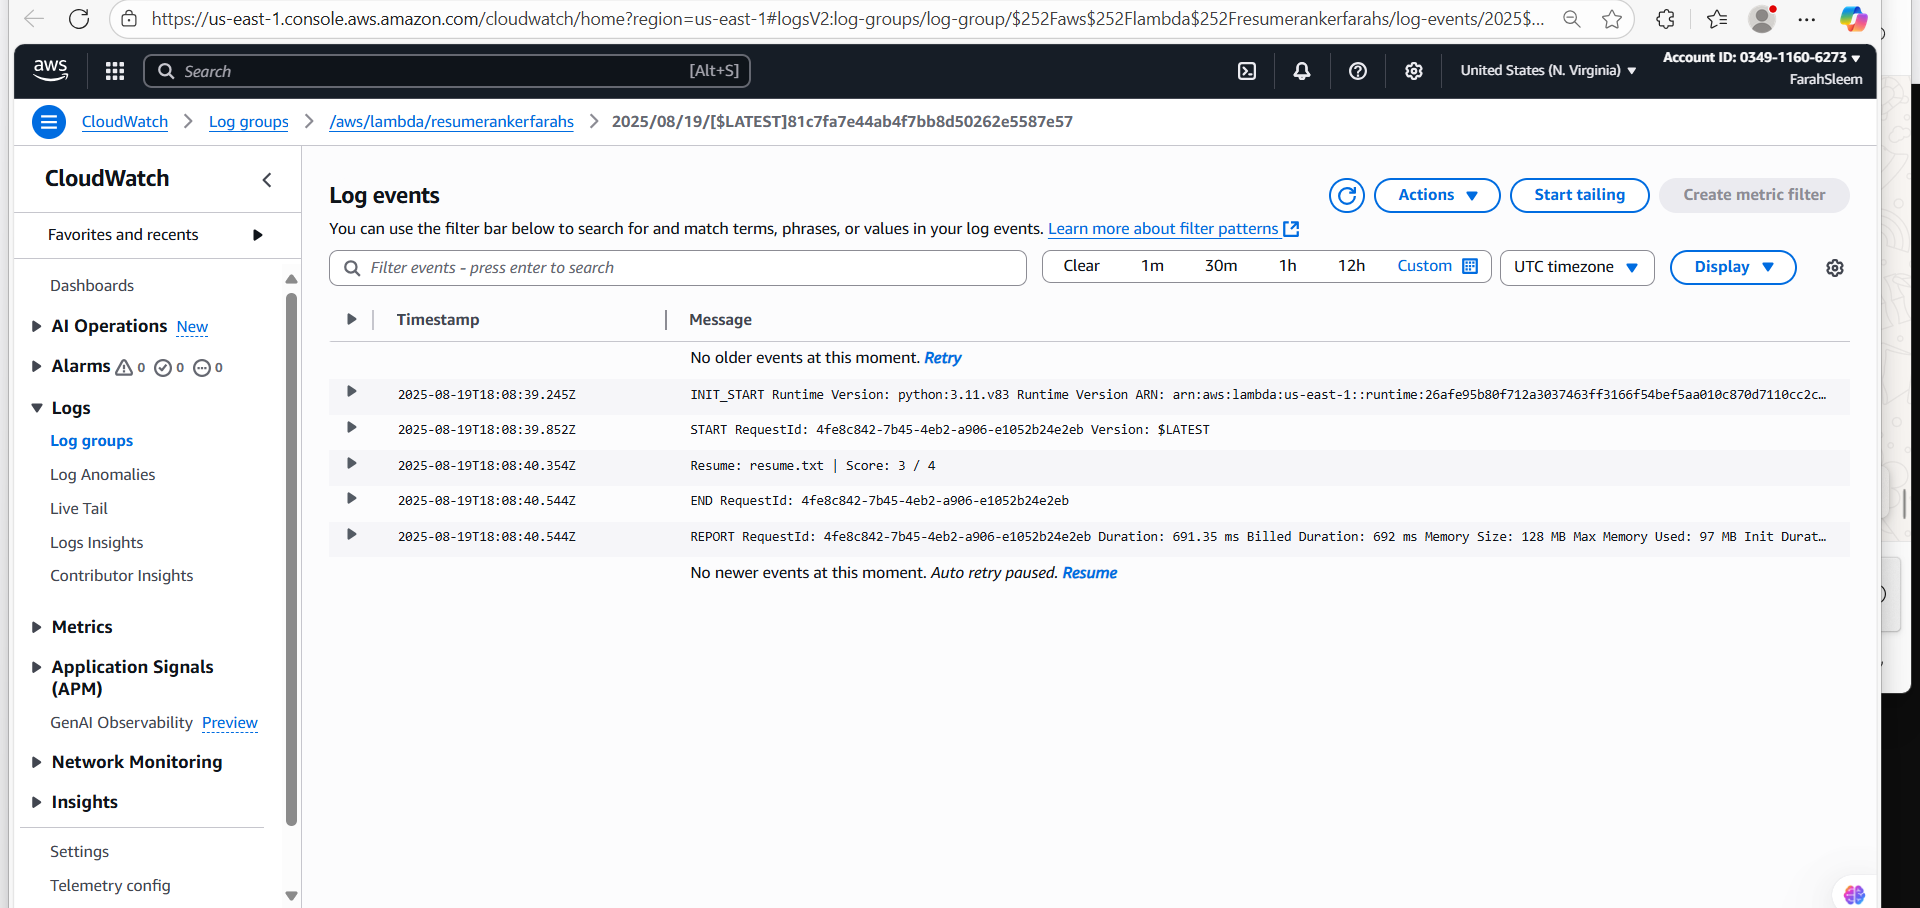 https://us-east-1.console.aws.amazon.com/cloudwatch/home?region=us-east-1#logsV2:log-groups/log-group/$252Faws$252Flambda$252Fresumerankerfarahs/log-events/2025$...
aws
Search
[Alt+S]
United States (N. Virginia)
Account ID: 0349-1160-6273
FarahSleem
CloudWatch
Log groups
/aws/lambda/resumerankerfarahs
2025/08/19/[$LATEST]81c7fa7e44ab4f7bb8d50262e5587e57
CloudWatch
Favorites and recents
Dashboards
AI Operations New
Alarms 0 0 0
Logs
Log groups
Log Anomalies
Live Tail
Logs Insights
Contributor Insights
Metrics
Application Signals
(APM)
GenAI Observability Preview
Network Monitoring
Insights
Settings
Telemetry config
Log events
Actions
Start tailing
Create metric filter
You can use the filter bar below to search for and match terms, phrases, or values in your log events. Learn more about filter patterns
Filter events - press enter to search
Clear 1m 30m 1h 12h Custom
UTC timezone
Display
Timestamp Message
No older events at this moment. Retry
2025-08-19T18:08:39.245Z INIT_START Runtime Version: python:3.11.v83 Runtime Version ARN: arn:aws:lambda:us-east-1::runtime:26afe95b80f712a3037463ff3166f54bef5aa010c870d7110cc2c…
2025-08-19T18:08:39.852Z START RequestId: 4fe8c842-7b45-4eb2-a906-e1052b24e2eb Version: $LATEST
2025-08-19T18:08:40.354Z Resume: resume.txt | Score: 3 / 4
2025-08-19T18:08:40.544Z END RequestId: 4fe8c842-7b45-4eb2-a906-e1052b24e2eb
2025-08-19T18:08:40.544Z REPORT RequestId: 4fe8c842-7b45-4eb2-a906-e1052b24e2eb Duration: 691.35 ms Billed Duration: 692 ms Memory Size: 128 MB Max Memory Used: 97 MB Init Durat…
No newer events at this moment. Auto retry paused. Resume